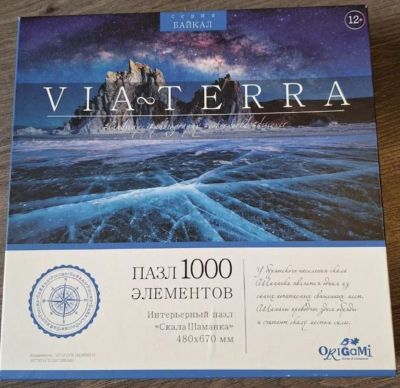 серия
БАЙКАЛ
12+
VIA TERRA
ПАЗЛ 1000
ЭЛЕМЕНТОВ
Интерьерный пазл
«Скала Шаманка»
480х670 мм
У бурятского населения скала
Шаманка является одним из
самых почитаемых священных мест.
Шаманы проводят здесь обряды
и считают скалу местом силы.
ORIGAMI